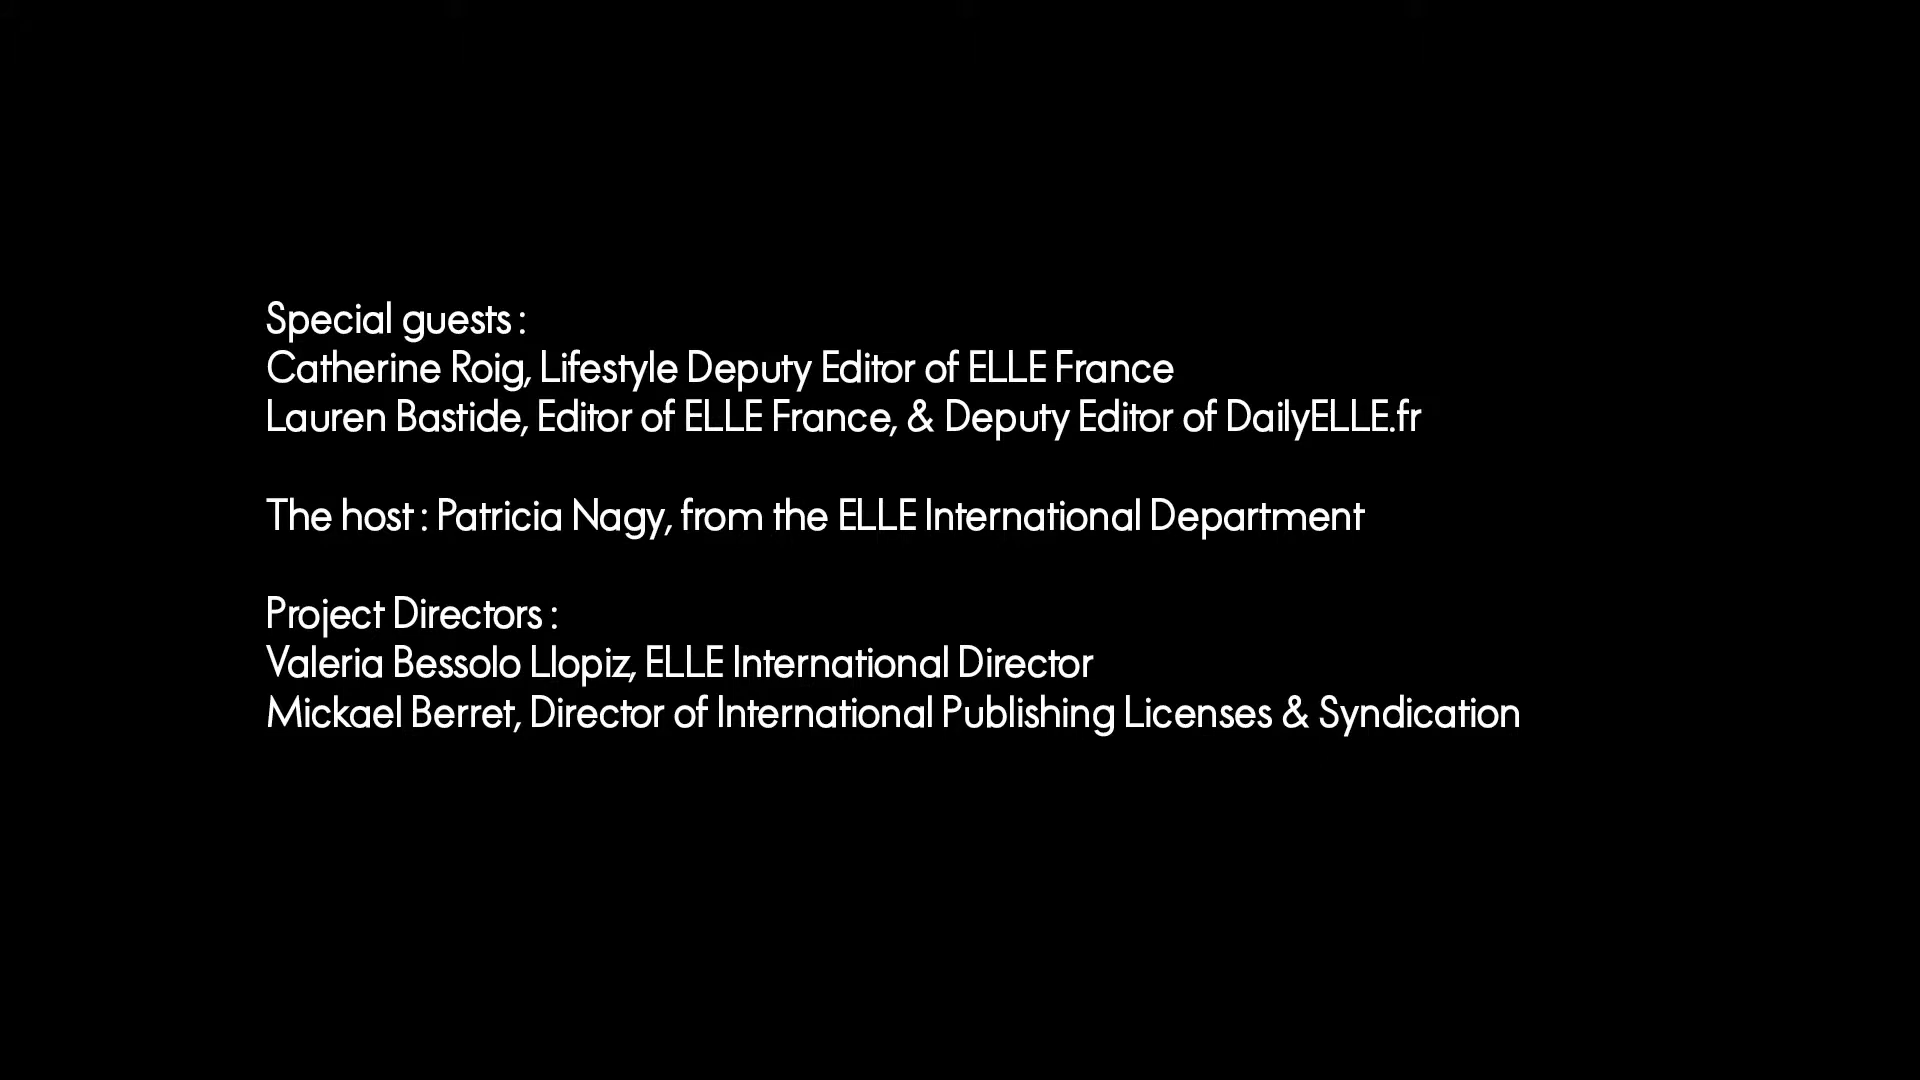 Special guests :
Catherine Roig, Lifestyle Deputy Editor of ELLE France
Lauren Bastide, Editor of ELLE France, & Deputy Editor of DailyELLE.fr
The host : Patricia Nagy, from the ELLE International Department
Project Directors :
Valeria Bessolo Llopiz, ELLE International Director
Mickael Berret, Director of International Publishing Licenses & Syndication